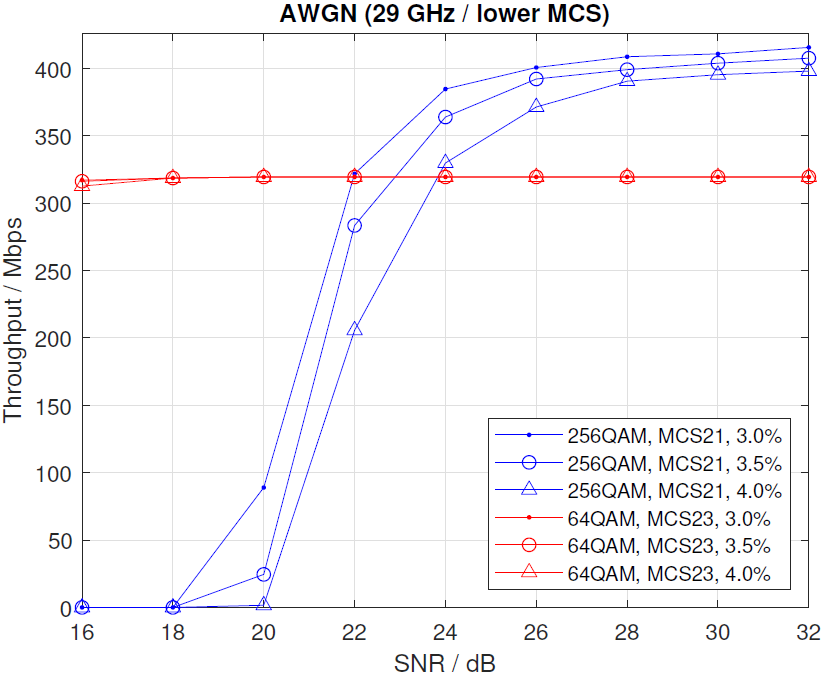 AWGN (29 GHz / lower MCS)
Throughput / Mbps
400
350
300
250
200
150
100
50
0
16 18 20 22 24 26 28 30 32
SNR / dB
256QAM, MCS21, 3.0%
256QAM, MCS21, 3.5%
256QAM, MCS21, 4.0%
64QAM, MCS23, 3.0%
64QAM, MCS23, 3.5%
64QAM, MCS23, 4.0%